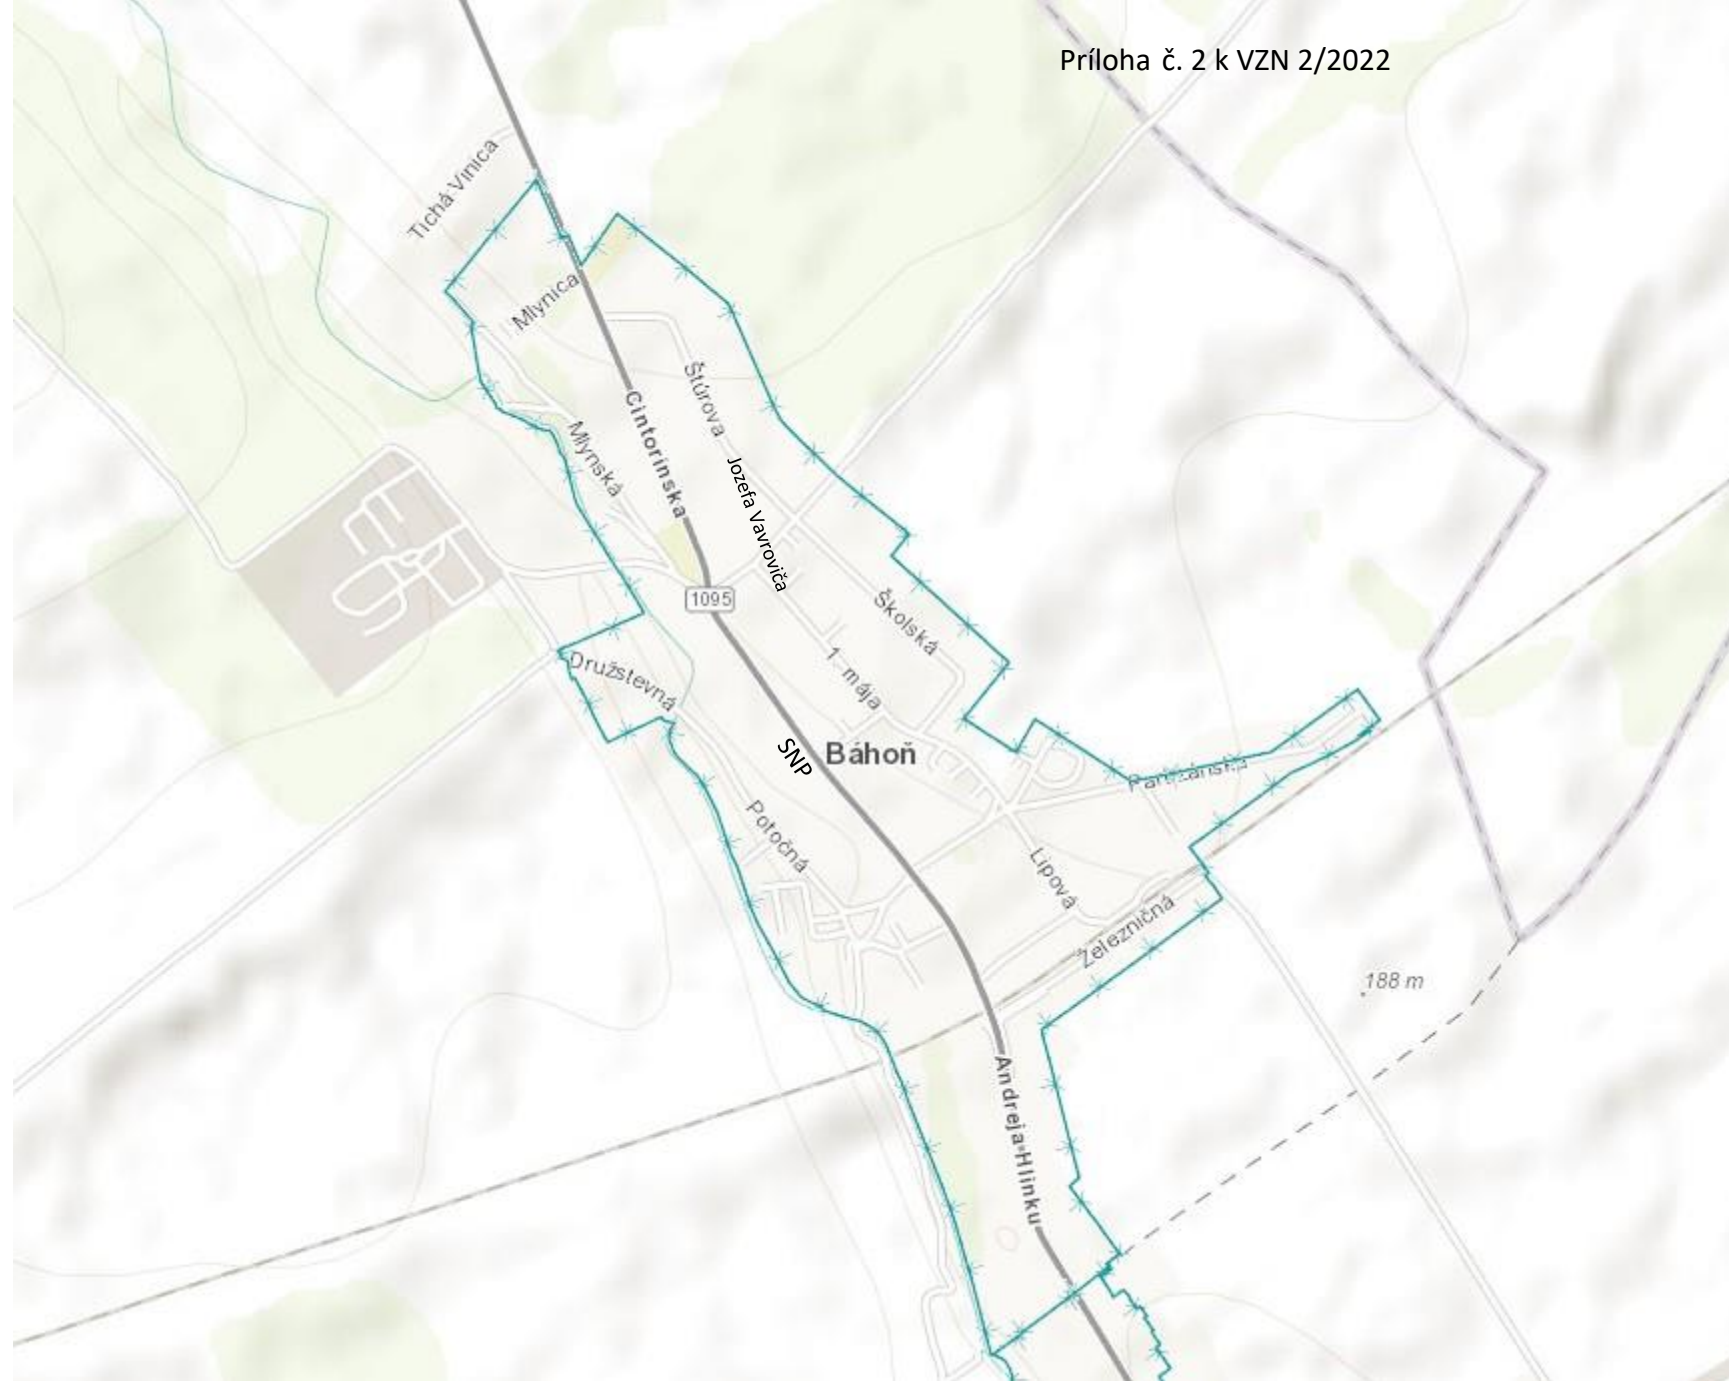 Príloha č. 2 k VZN 2/2022
Tichá Vinica
Mlynica
Štúrova
Cintorínska
Mlynská
Jozefa Vavroviča
1095
Školská
Družstevná
1. mája
SNP
Báhoň
Partizánska
Potočná
Lipová
Železničná
188 m
Andreja Hlinku